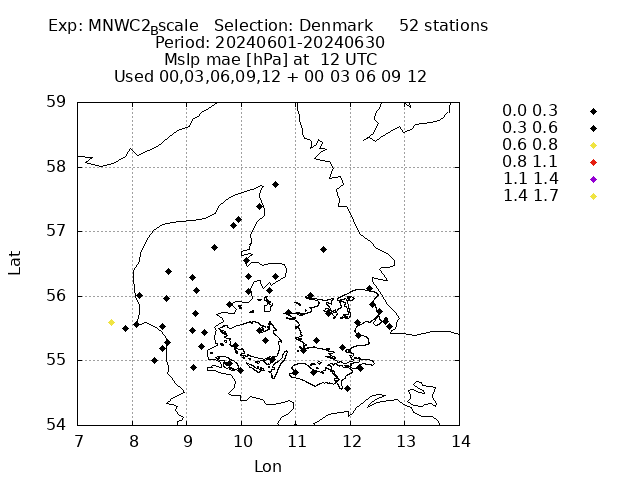 Exp: MNWC2_Bscale   Selection: Denmark     52 stations
Period: 20240601-20240630
Mslp mae [hPa] at  12 UTC
Used 00,03,06,09,12 + 00 03 06 09 12
0.0 0.3
0.3 0.6
0.6 0.8
0.8 1.1
1.1 1.4
1.4 1.7
59
58
57
56
55
54
Lat
7 8 9 10 11 12 13 14
Lon